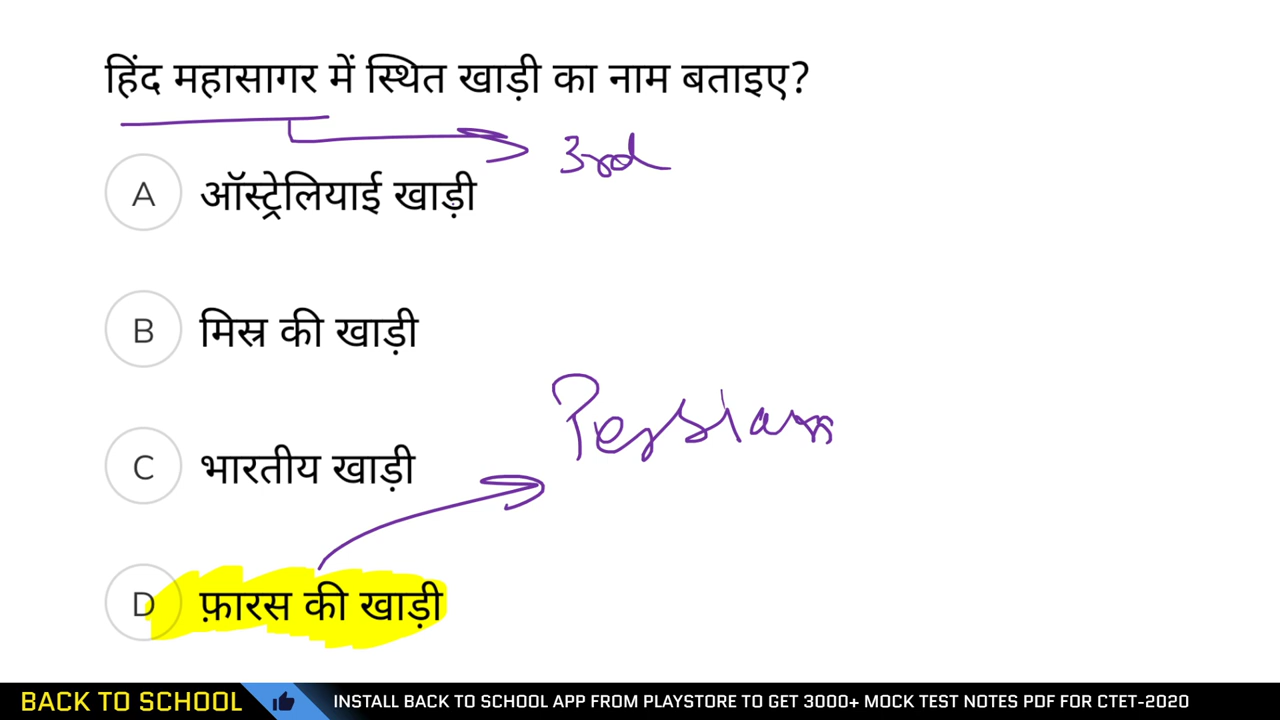 हिंद महासागर में स्थित खाड़ी का नाम बताइए?
3rd
A ऑस्ट्रेलियाई खाड़ी
B मिस्र की खाड़ी
Persian
C भारतीय खाड़ी
D फ़ारस की खाड़ी
BACK TO SCHOOL INSTALL BACK TO SCHOOL APP FROM PLAYSTORE TO GET 3000+ MOCK TEST NOTES PDF FOR CTET-2020